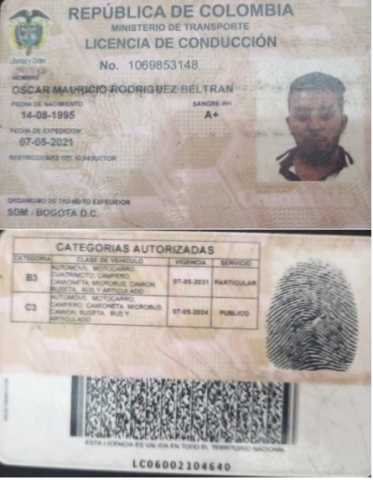 REPÚBLICA DE COLOMBIA
MINISTERIO DE TRANSPORTE
LICENCIA DE CONDUCCIÓN
Libertad y Orden
No. 1069853148
NOMBRE
OSCAR MAURICIO RODRIGUEZ BELTRAN
FECHA DE NACIMIENTO SANGRE RH
14-08-1995 A+
FECHA DE EXPEDICION
07-05-2021
RESTRICCIONES DEL CONDUCTOR
ORGANISMO DE TRANSITO EXPEDIDOR
SDM - BOGOTA D.C.
CATEGORIAS AUTORIZADAS
CATEGORIA CLASE DE VEHICULO VIGENCIA SERVICIO
AUTOMOVIL, MOTOCARRO,
CUATRIMOTO, CAMPERO,
B3 CAMIONETA, MICROBUS, CAMION, 07-05-2031 PARTICULAR
BUSETA, BUS Y ARTICULADO
AUTOMOVIL, MOTOCARRO,
C3 CAMPERO, CAMIONETA, MICROBUS, 07-05-2024 PUBLICO
CAMION, BUSETA, BUS Y
ARTICULADO
ESTA LICENCIA ES VALIDA EN TODO EL TERRITORIO NACIONAL
LC06002104640